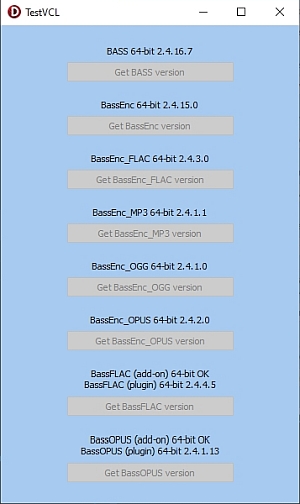 TestVCL
BASS 64-bit 2.4.16.7
Get BASS version
BassEnc 64-bit 2.4.15.0
Get BassEnc version
BassEnc_FLAC 64-bit 2.4.3.0
Get BassEnc_FLAC version
BassEnc_MP3 64-bit 2.4.1.1
Get BassEnc_MP3 version
BassEnc_OGG 64-bit 2.4.1.0
Get BassEnc_OGG version
BassEnc_OPUS 64-bit 2.4.2.0
Get BassEnc_OPUS version
BassFLAC (add-on) 64-bit OK
BassFLAC (plugin) 2.4.4.5
Get BassFLAC version
BassOPUS (add-on) 64-bit OK
BassOPUS (plugin) 2.4.1.13
Get BassOPUS version